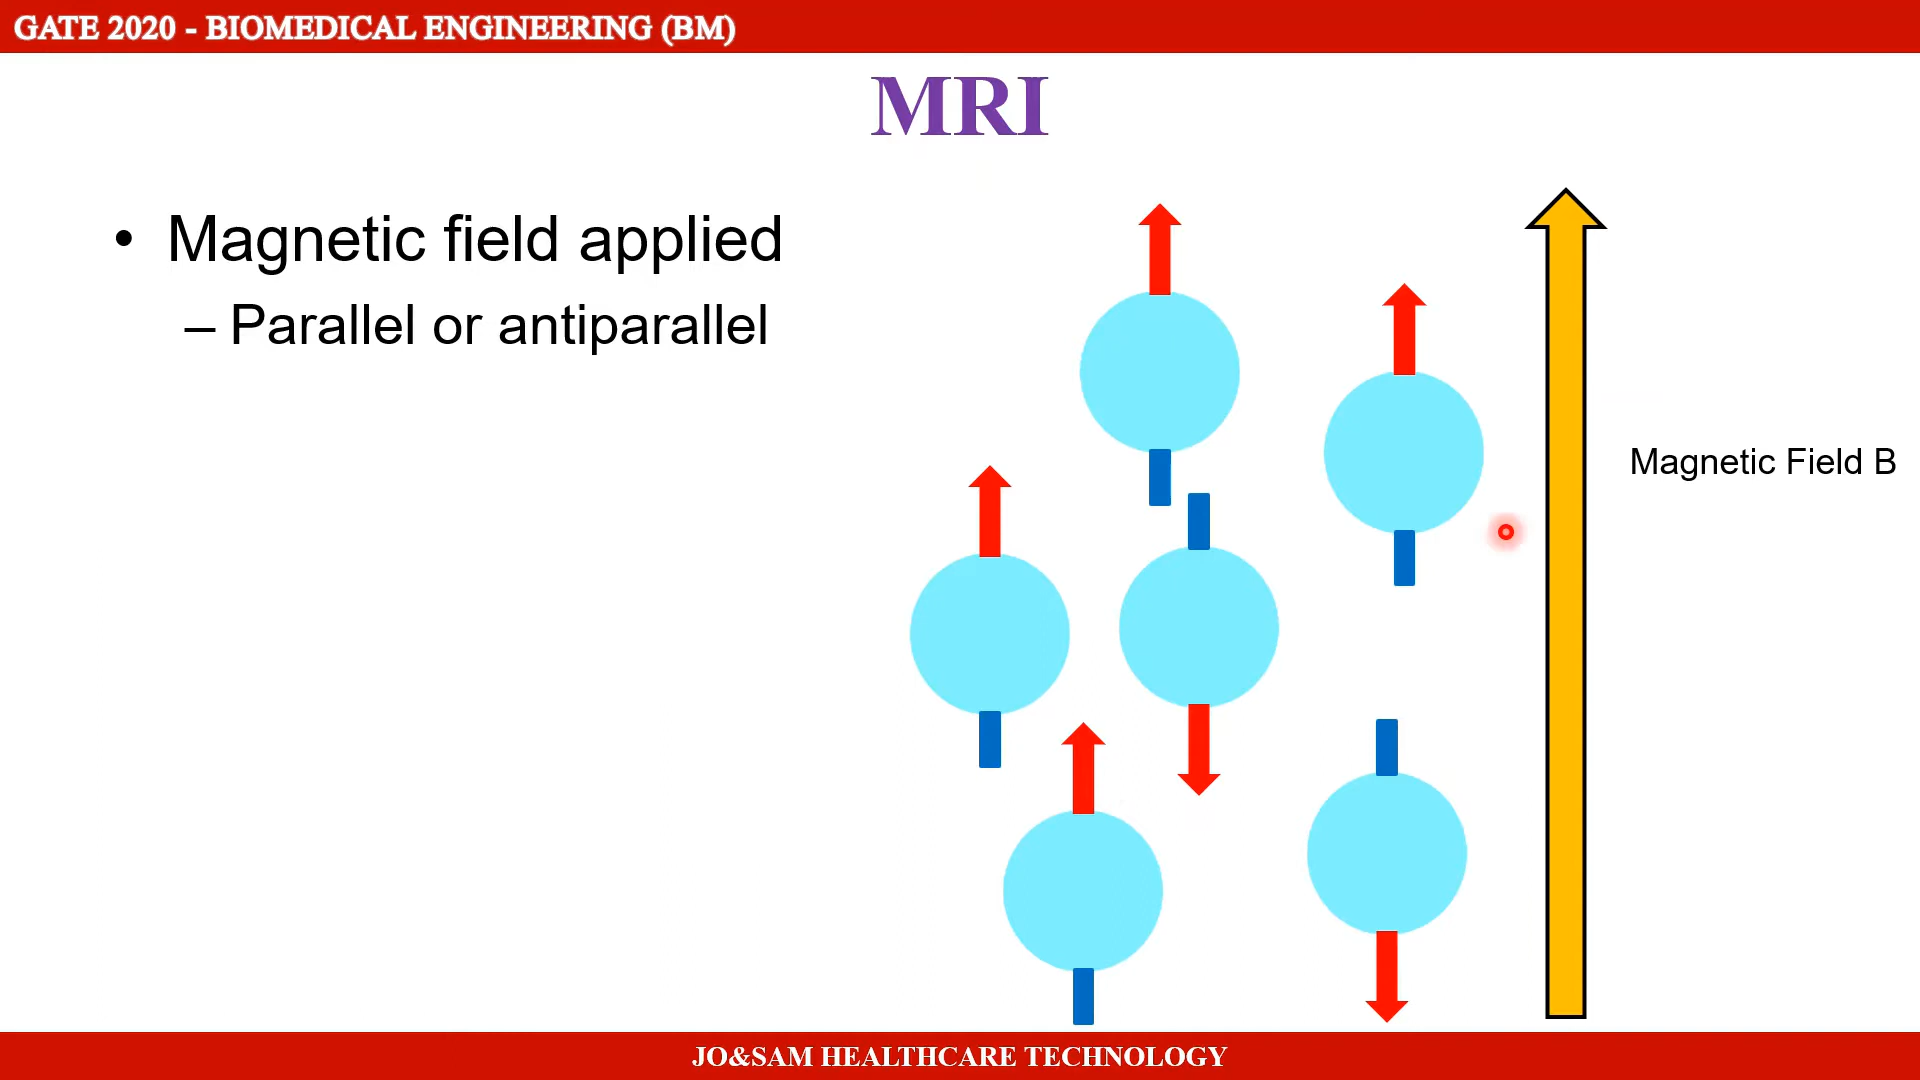 GATE 2020 - BIOMEDICAL ENGINEERING (BM)
MRI
• Magnetic field applied
– Parallel or antiparallel
Magnetic Field B
JO&SAM HEALTHCARE TECHNOLOGY